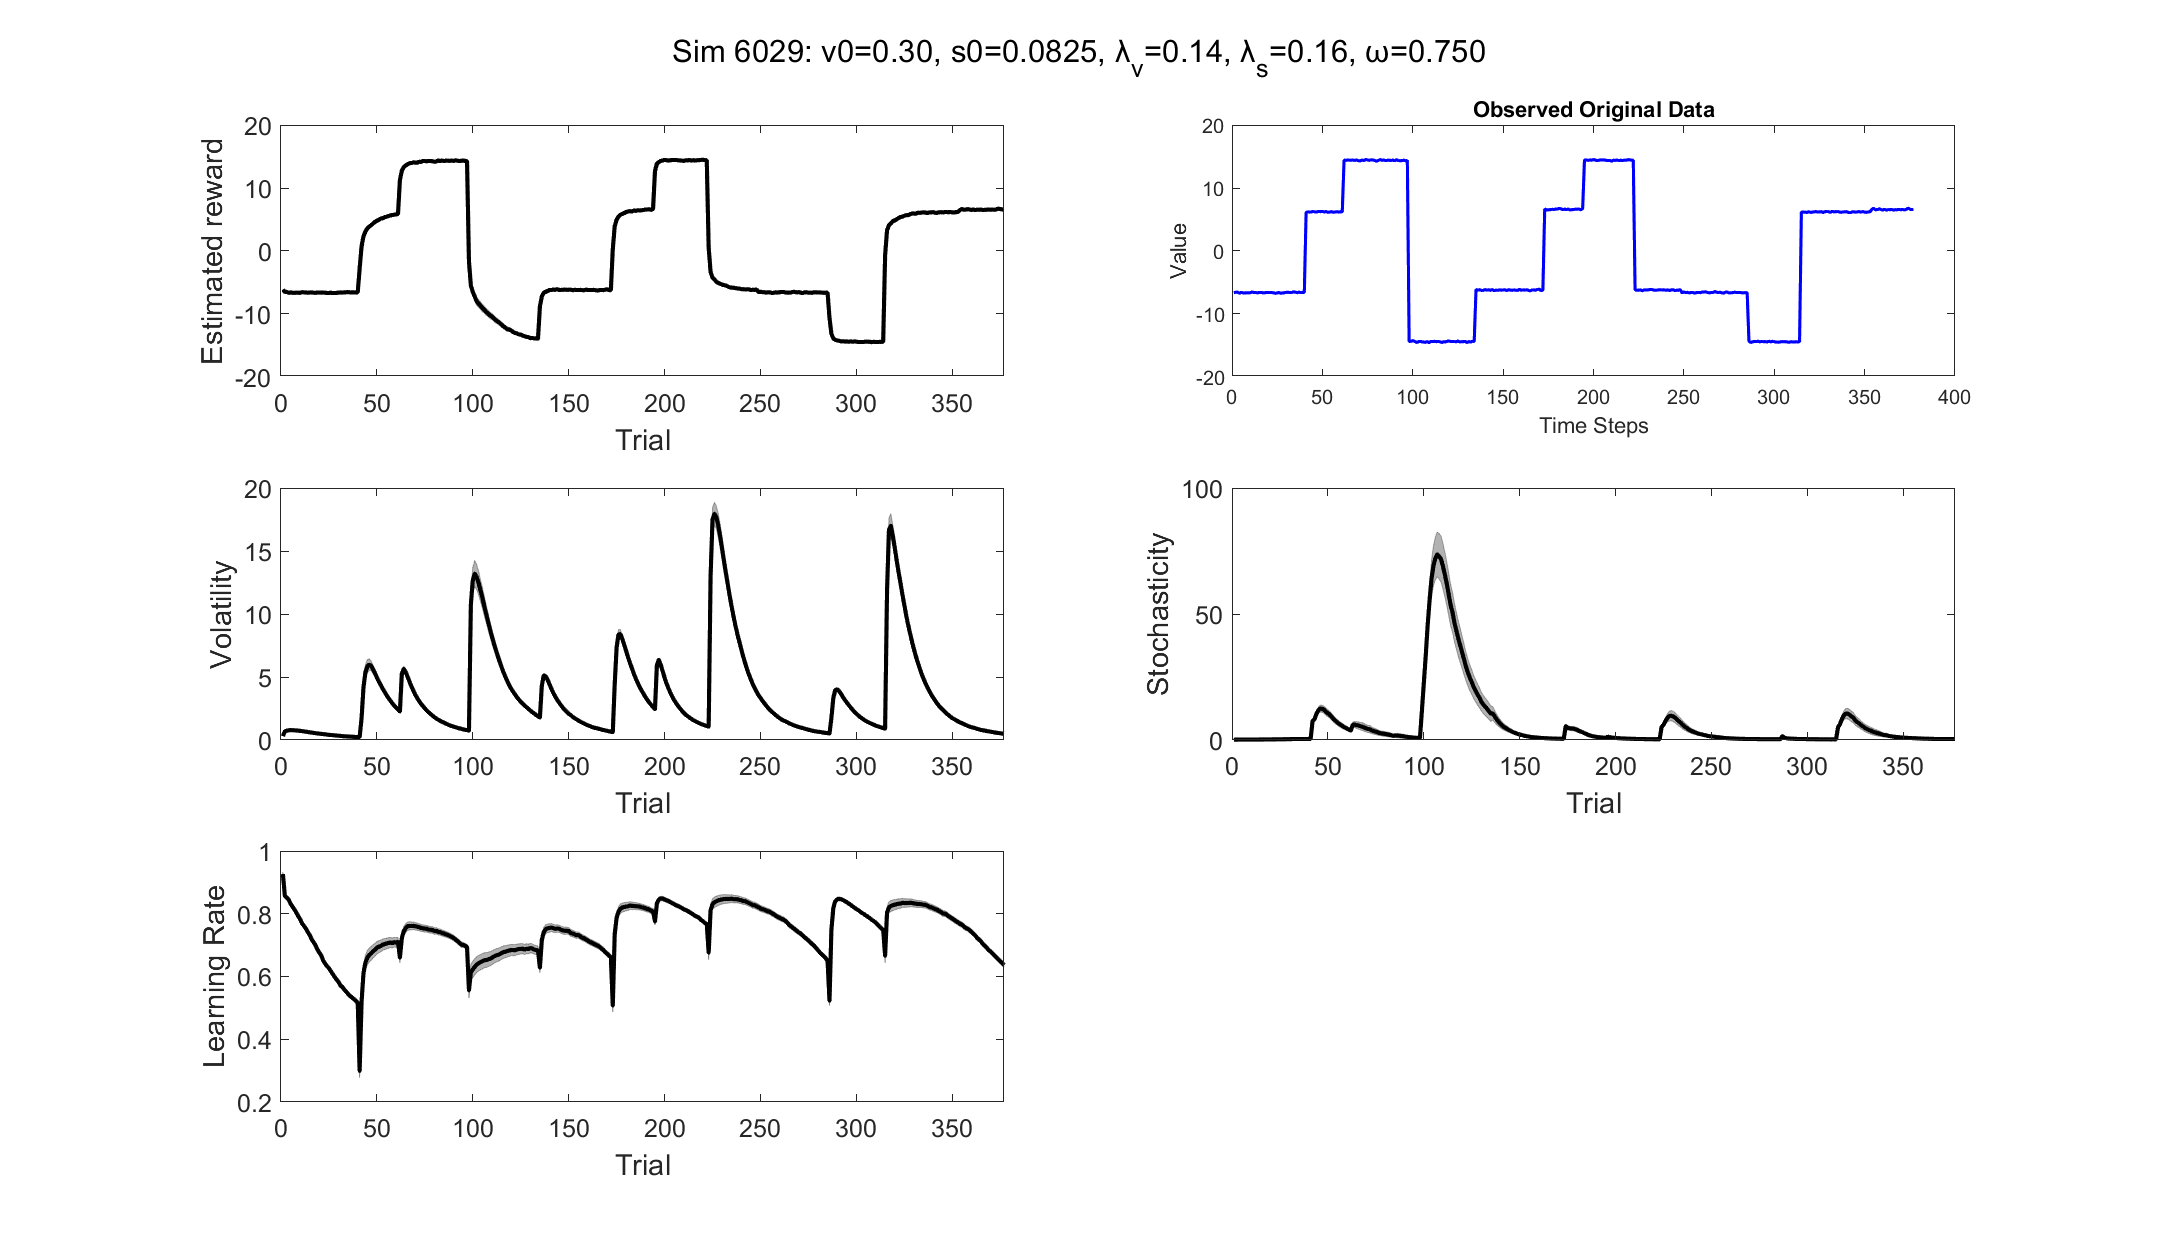 Sim 6029: v0=0.30, s0=0.0825, λ_v=0.14, λ_s=0.16, ω=0.750
Estimated reward
20
10
0
-10
-20
0 50 100 150 200 250 300 350
Trial
Observed Original Data
Value
20
10
0
-10
-20
0 50 100 150 200 250 300 350 400
Time Steps
Volatility
20
15
10
5
0
0 50 100 150 200 250 300 350
Trial
Stochasticity
100
50
0
0 50 100 150 200 250 300 350
Trial
Learning Rate
1
0.8
0.6
0.4
0.2
0 50 100 150 200 250 300 350
Trial